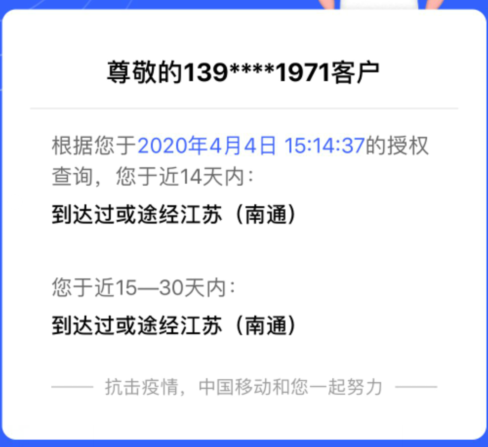 尊敬的139****1971客户
根据您于2020年4月4日 15:14:37的授权
查询，您于近14天内：
到达过或途经江苏（南通）
您于近15—30天内：
到达过或途经江苏（南通）
抗击疫情，中国移动和您一起努力